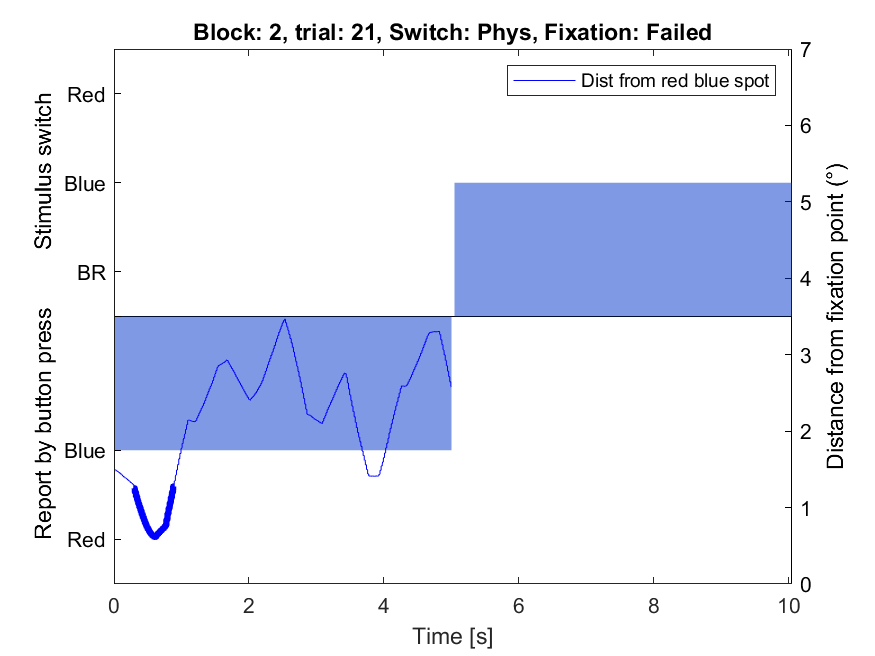 Block: 2, trial: 21, Switch: Phys, Fixation: Failed
Dist from red blue spot
Stimulus switch
Red
Blue
BR
Report by button press
Blue
Red
0
2
4
6
8
10
Time [s]
7
6
5
4
3
2
1
0
Distance from fixation point (°)